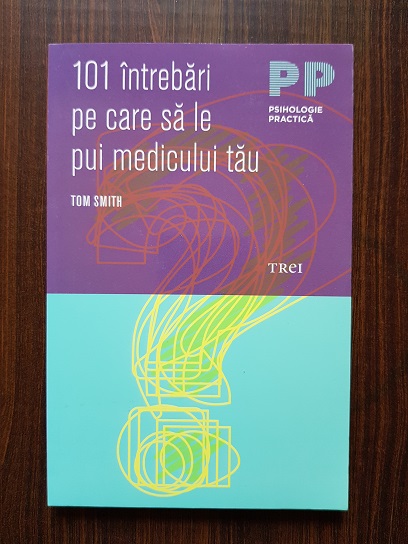 101 întrebări
pe care să le
pui medicului tău
TOM SMITH
PP
PSIHOLOGIE
PRACTICĂ
TREI